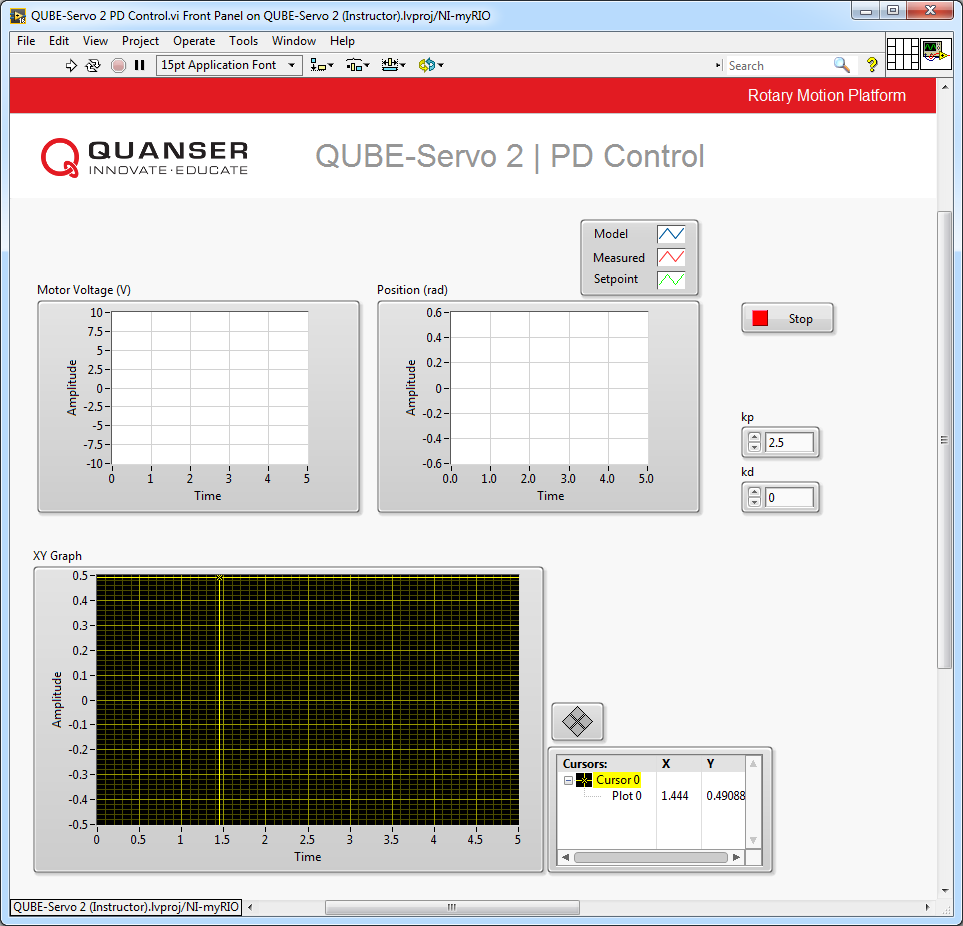 QUBE-Servo 2 PD Control.vi Front Panel on QUBE-Servo 2 (Instructor).lvproj/NI-myRIO
File Edit View Project Operate Tools Window Help
15pt Application Font
Search
?
Rotary Motion Platform
QUANSER
INNOVATE·EDUCATE
QUBE-Servo 2 | PD Control
Model
Measured
Setpoint
Motor Voltage (V)
10
7.5
5
2.5
0
-2.5
-5
-7.5
-10
Amplitude
0 1 2 3 4 5
Time
Position (rad)
0.6
0.4
0.2
0
-0.2
-0.4
-0.6
Amplitude
0.0 1.0 2.0 3.0 4.0 5.0
Time
Stop
kp
2.5
kd
0
XY Graph
0.5
0.4
0.3
0.2
0.1
0
-0.1
-0.2
-0.3
-0.4
-0.5
Amplitude
0 0.5 1 1.5 2 2.5 3 3.5 4 4.5 5
Time
Cursors: X Y
Cursor 0
Plot 0 1.444 0.49088
QUBE-Servo 2 (Instructor).lvproj/NI-myRIO